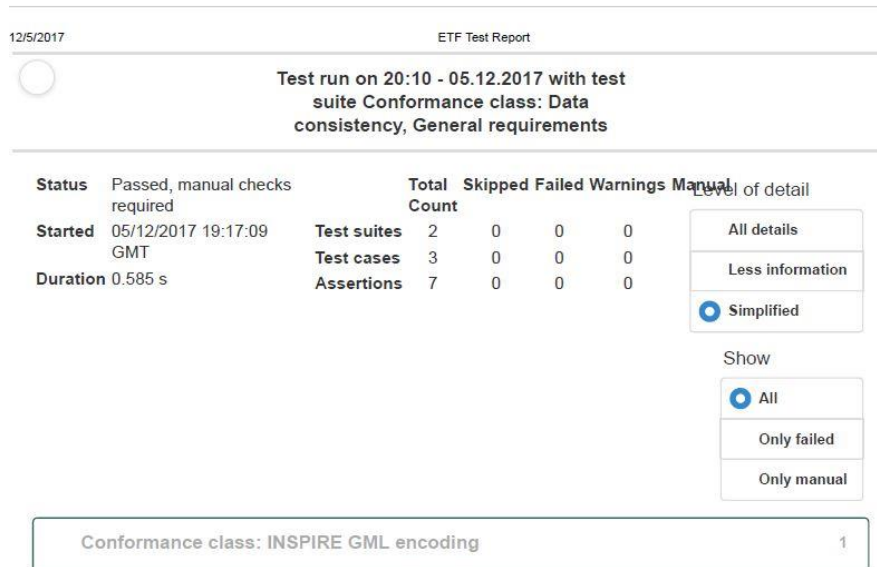 12/5/2017 ETF Test Report
Test run on 20:10 - 05.12.2017 with test
suite Conformance class: Data
consistency, General requirements
Status Passed, manual checks
required
Started 05/12/2017 19:17:09
GMT
Duration 0.585 s
Total Skipped Failed Warnings Manual
Count
Test suites 2 0 0 0
Test cases 3 0 0 0
Assertions 7 0 0 0
Level of detail
All details
Less information
Simplified
Show
All
Only failed
Only manual
Conformance class: INSPIRE GML encoding 1